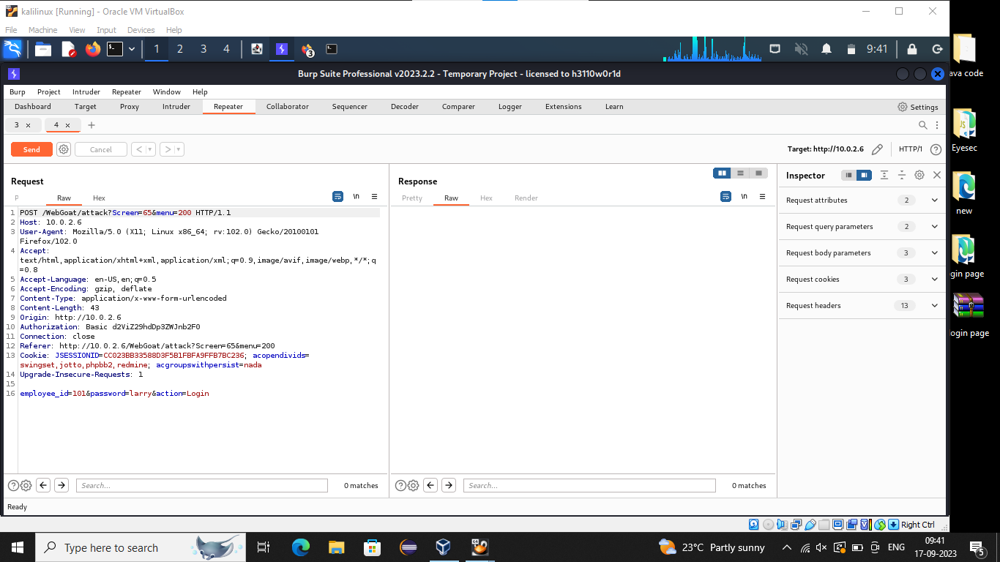 kalilinux [Running] - Oracle VM VirtualBox
File Machine View Input Devices Help
1 2 3 4 3 9:41
Burp Suite Professional v2023.2.2 - Temporary Project - licensed to h3110w0r1d
Burp Project Intruder Repeater Window Help
Dashboard Target Proxy Intruder Repeater Collaborator Sequencer Decoder Comparer Logger Extensions Learn Settings
3 × 4 × +
Send Cancel < > Target: http://10.0.2.6 HTTP/1 ?
Request
P Raw Hex \n
1 POST /WebGoat/attack?Screen=65&menu=200 HTTP/1.1
2 Host: 10.0.2.6
3 User-Agent: Mozilla/5.0 (X11; Linux x86_64; rv:102.0) Gecko/20100101
Firefox/102.0
4 Accept:
text/html,application/xhtml+xml,application/xml;q=0.9,image/avif,image/webp,*/*;q
=0.8
5 Accept-Language: en-US,en;q=0.5
6 Accept-Encoding: gzip, deflate
7 Content-Type: application/x-www-form-urlencoded
8 Content-Length: 43
9 Origin: http://10.0.2.6
10 Authorization: Basic d2ViZ29hdDp3ZWJnb2F0
11 Connection: close
12 Referer: http://10.0.2.6/WebGoat/attack?Screen=65&menu=200
13 Cookie: JSESSIONID=CC023BB33588D3F5B1FBFA9FFB7BC236; acopendivids=
swingset,jotto,phpbb2,redmine; acgroupswithpersist=nada
14 Upgrade-Insecure-Requests: 1
15
16 employee_id=101&password=larry&action=Login
Search... 0 matches
Response
Pretty Raw Hex Render \n
Search... 0 matches
Inspector
Request attributes 2
Request query parameters 2
Request body parameters 3
Request cookies 3
Request headers 13
Ready
Right Ctrl
ava code
Eyesec
new
gin page
ogin page
Type here to search
23°C Partly sunny
ENG
09:41
17-09-2023
5